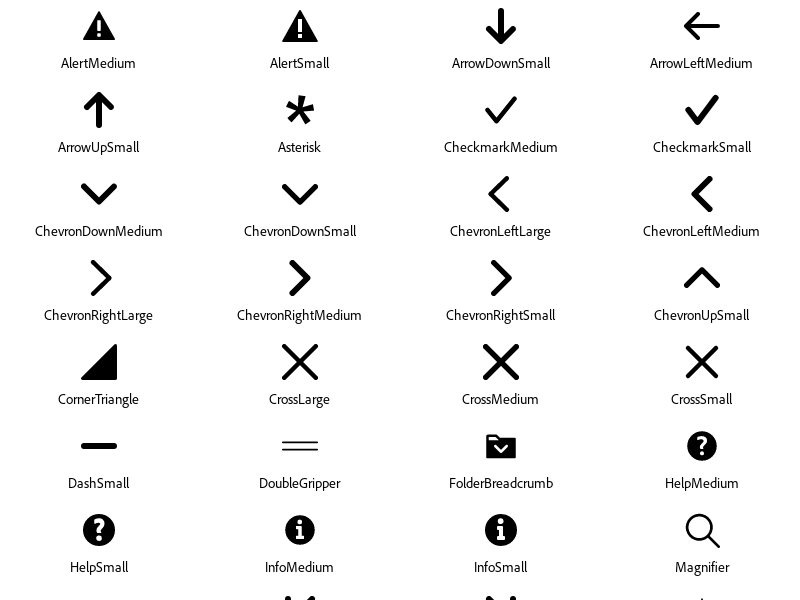 AlertMedium
AlertSmall
ArrowDownSmall
ArrowLeftMedium
ArrowUpSmall
Asterisk
CheckmarkMedium
CheckmarkSmall
ChevronDownMedium
ChevronDownSmall
ChevronLeftLarge
ChevronLeftMedium
ChevronRightLarge
ChevronRightMedium
ChevronRightSmall
ChevronUpSmall
CornerTriangle
CrossLarge
CrossMedium
CrossSmall
DashSmall
DoubleGripper
FolderBreadcrumb
HelpMedium
HelpSmall
InfoMedium
InfoSmall
Magnifier